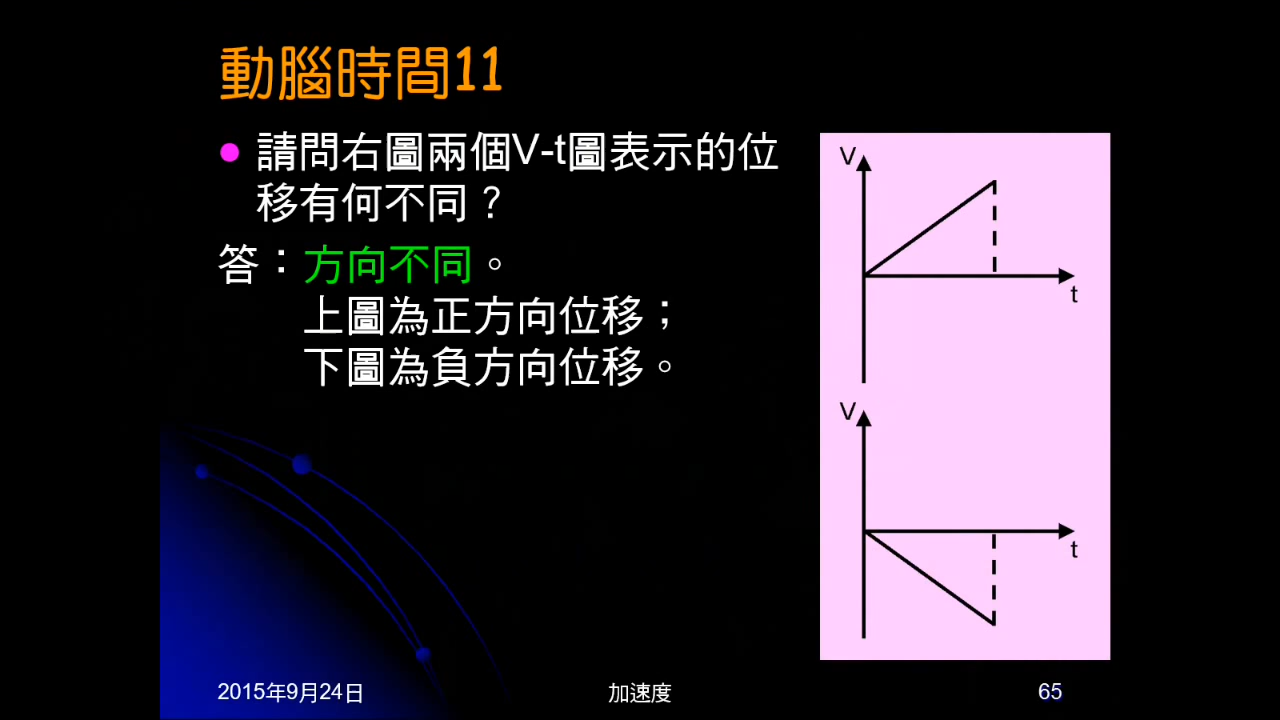 動腦時間11
請問右圖兩個V-t圖表示的位
移有何不同？
答：方向不同。
上圖為正方向位移；
下圖為負方向位移。
V
t
V
t
2015年9月24日
加速度
65